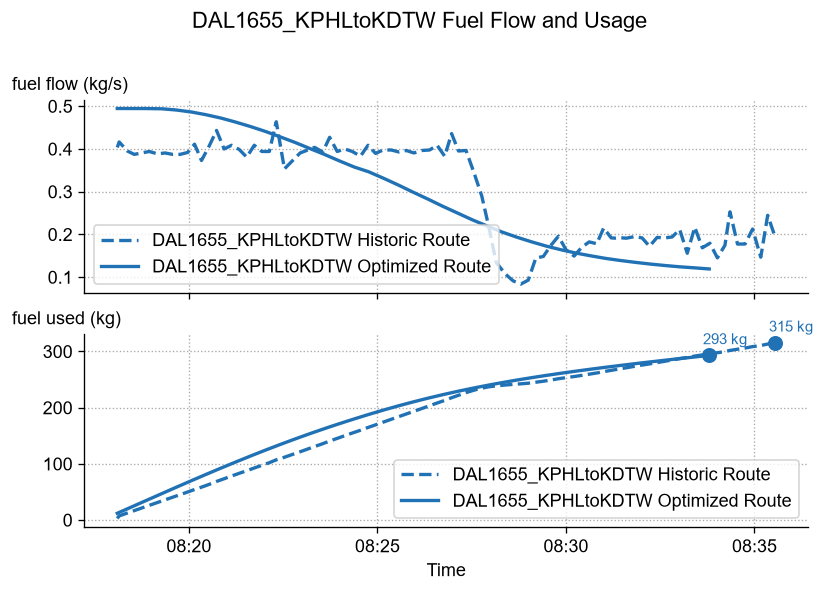 DAL1655_KPHLtoKDTW Fuel Flow and Usage
fuel flow (kg/s)
0.5
0.4
0.3
0.2
0.1
DAL1655_KPHLtoKDTW Historic Route
DAL1655_KPHLtoKDTW Optimized Route
fuel used (kg)
300
200
100
0
293 kg
315 kg
DAL1655_KPHLtoKDTW Historic Route
DAL1655_KPHLtoKDTW Optimized Route
08:20
08:25
08:30
08:35
Time